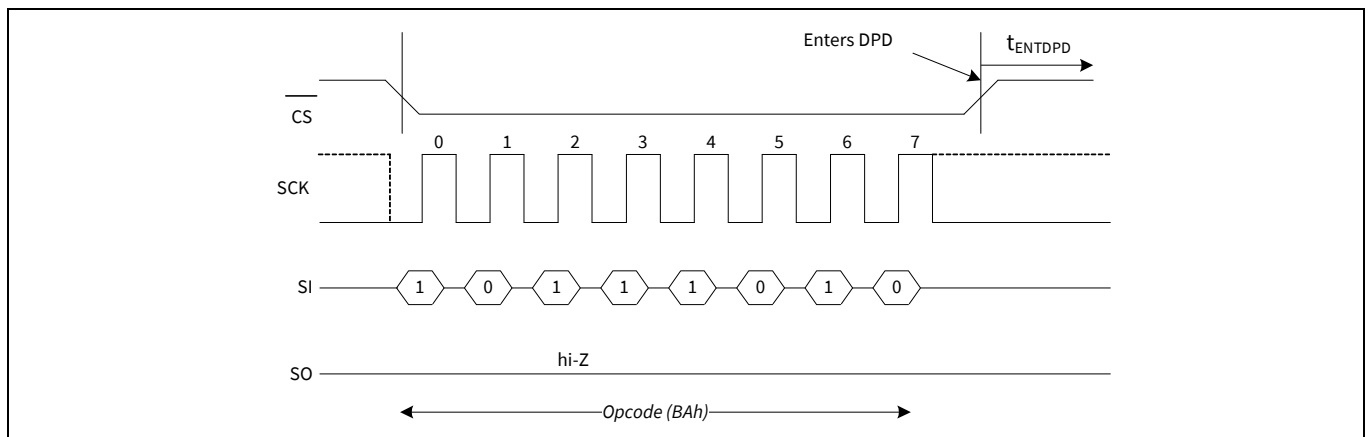 Enters DPD
tENTDPD
CS
0 1 2 3 4 5 6 7
SCK
SI
1 0 1 1 1 0 1 0
hi-Z
SO
Opcode (BAh)